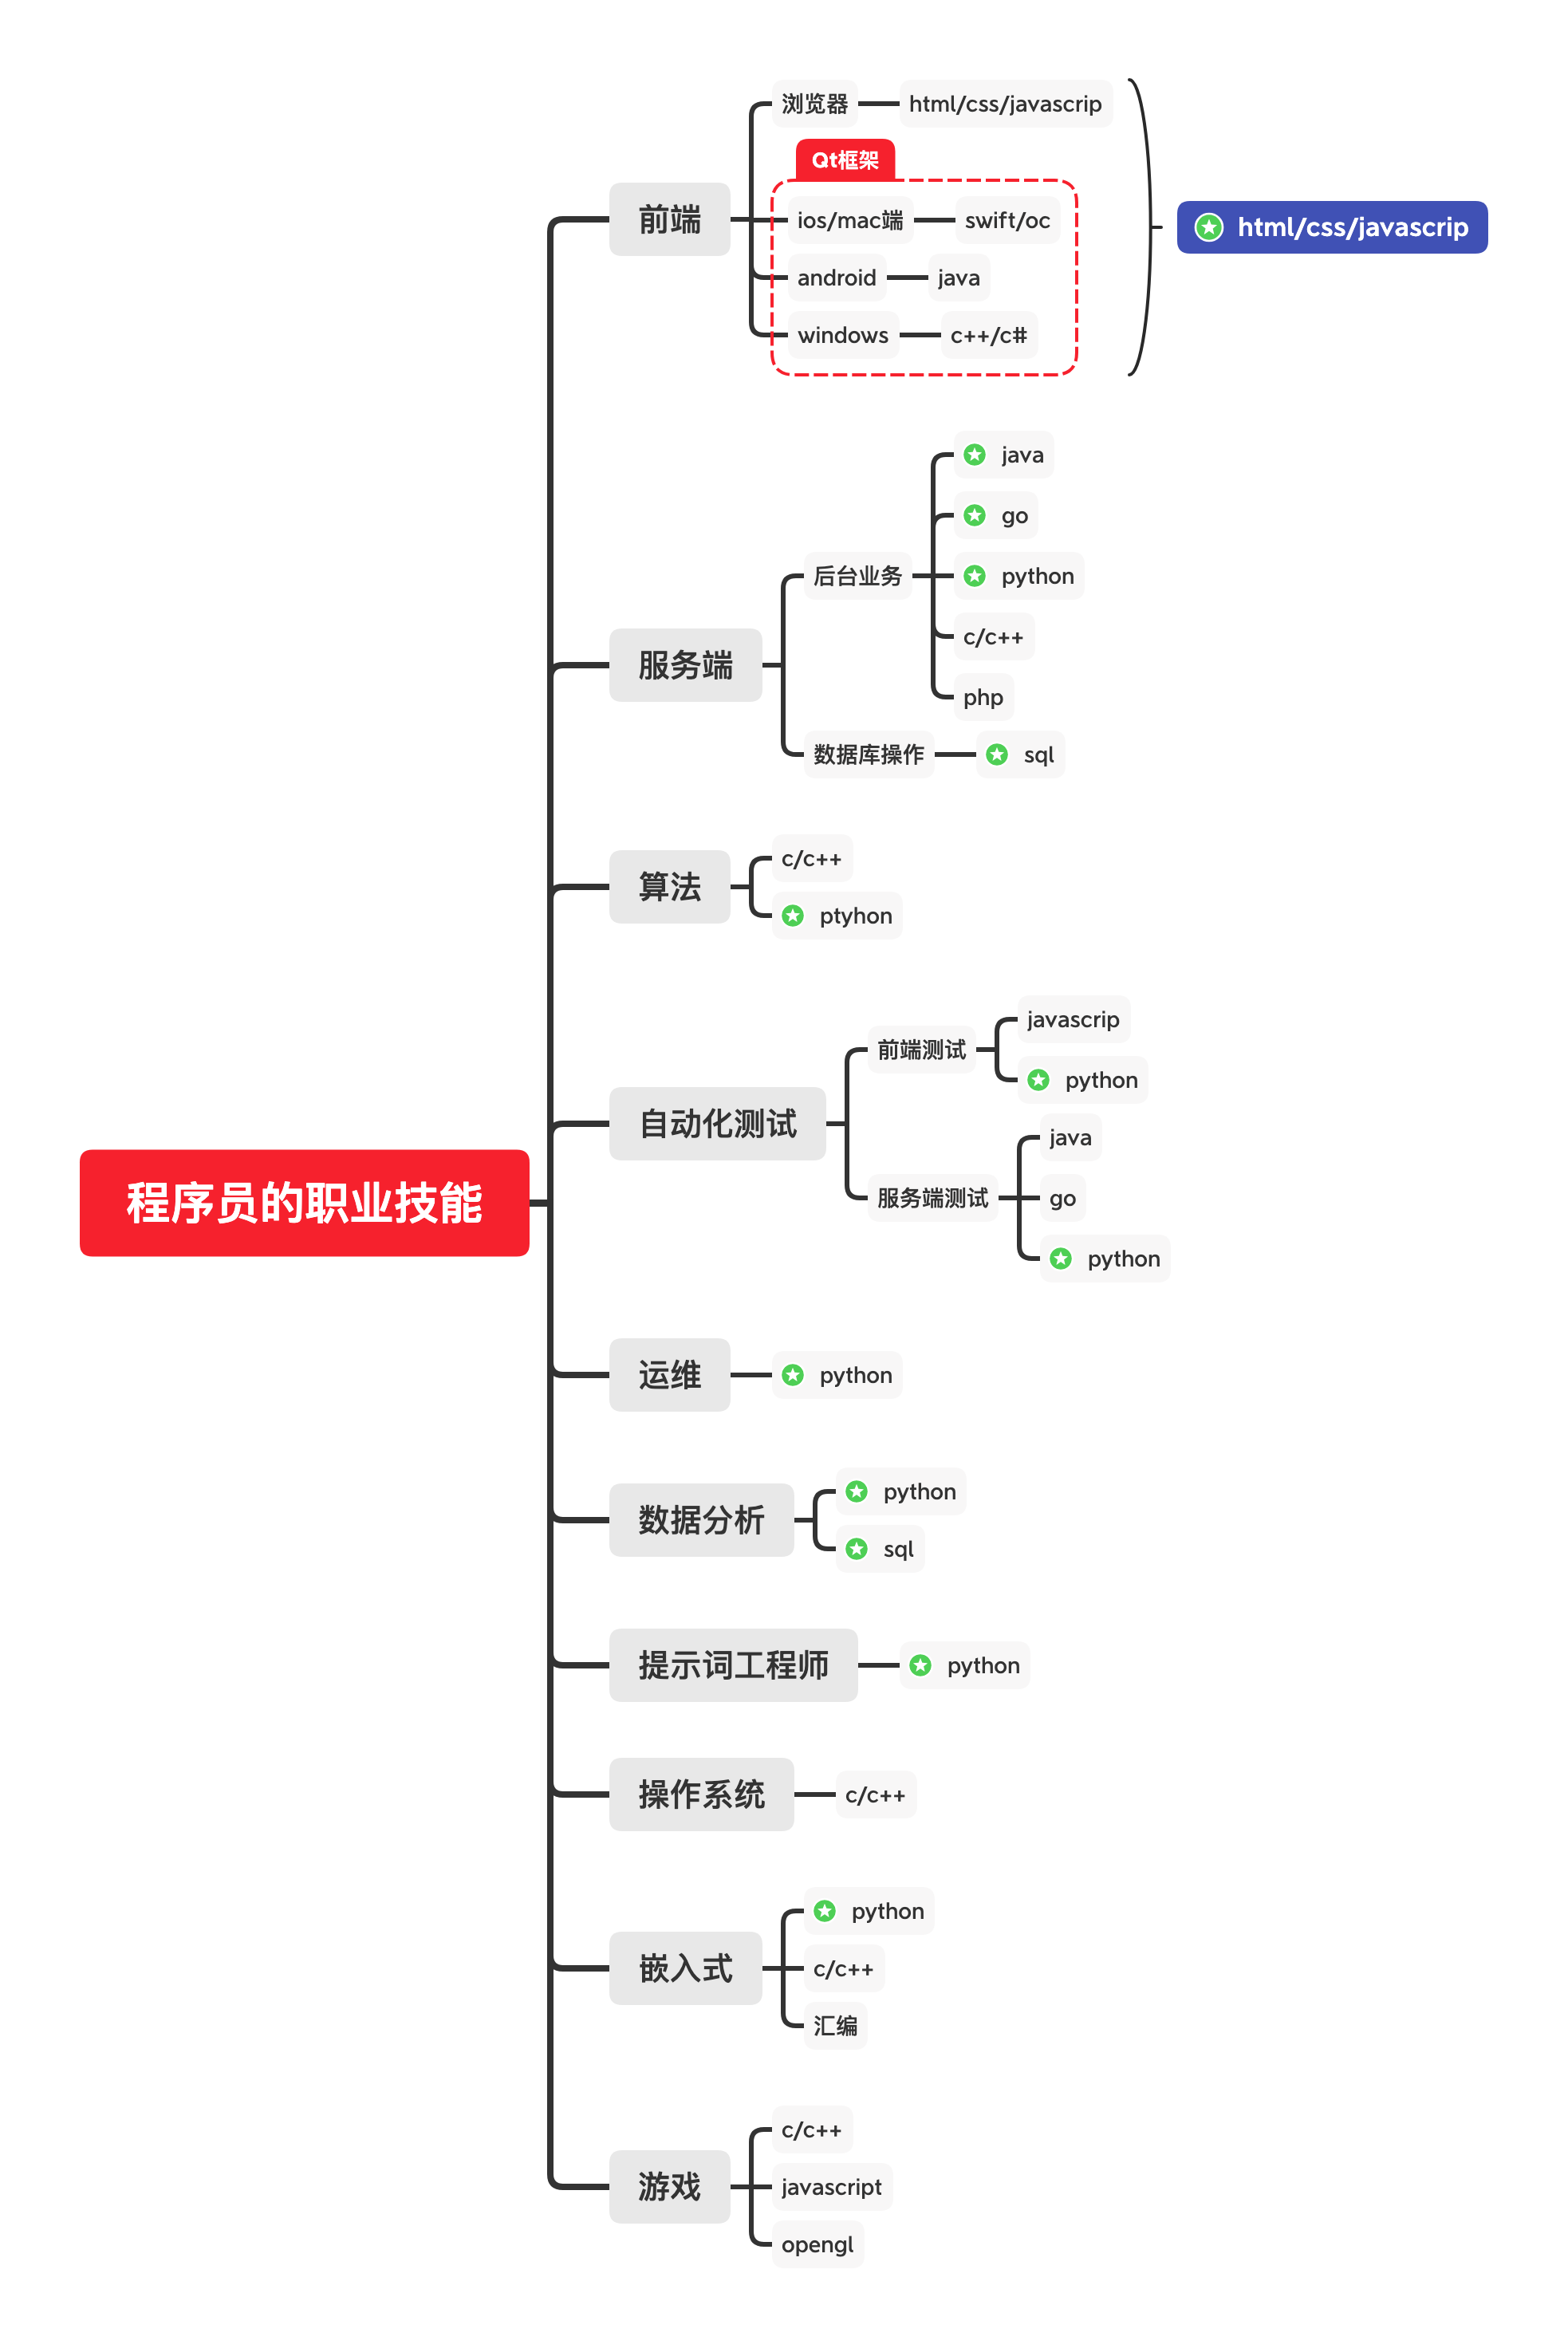 程序员的职业技能
前端
浏览器
html/css/javascrip
Qt框架
ios/mac端
swift/oc
android
java
windows
c++/c#
html/css/javascrip
服务端
后台业务
java
go
python
c/c++
php
数据库操作
sql
算法
c/c++
ptyhon
自动化测试
前端测试
javascrip
python
服务端测试
java
go
python
运维
python
数据分析
python
sql
提示词工程师
python
操作系统
c/c++
嵌入式
python
c/c++
汇编
游戏
c/c++
javascript
opengl